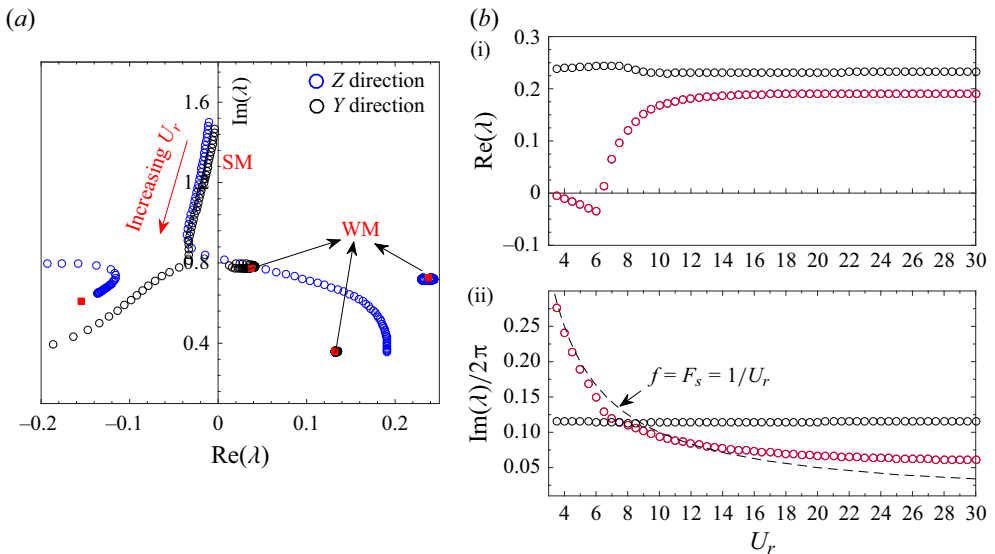 (a)
Im(λ)
Z direction
Y direction
1.6
Increasing U_r
SM
1.2
WM
0.8
0.4
−0.2 −0.1 0 0.1 0.2
Re(λ)
(b)
(i)
0.3
0.2
Re(λ)
0.1
0
−0.1
4 6 8 10 12 14 16 18 20 22 24 26 28 30
(ii)
0.25
0.20
Im(λ)/2π
f = F_s = 1/U_r
0.15
0.10
0.05
4 6 8 10 12 14 16 18 20 22 24 26 28 30
U_r